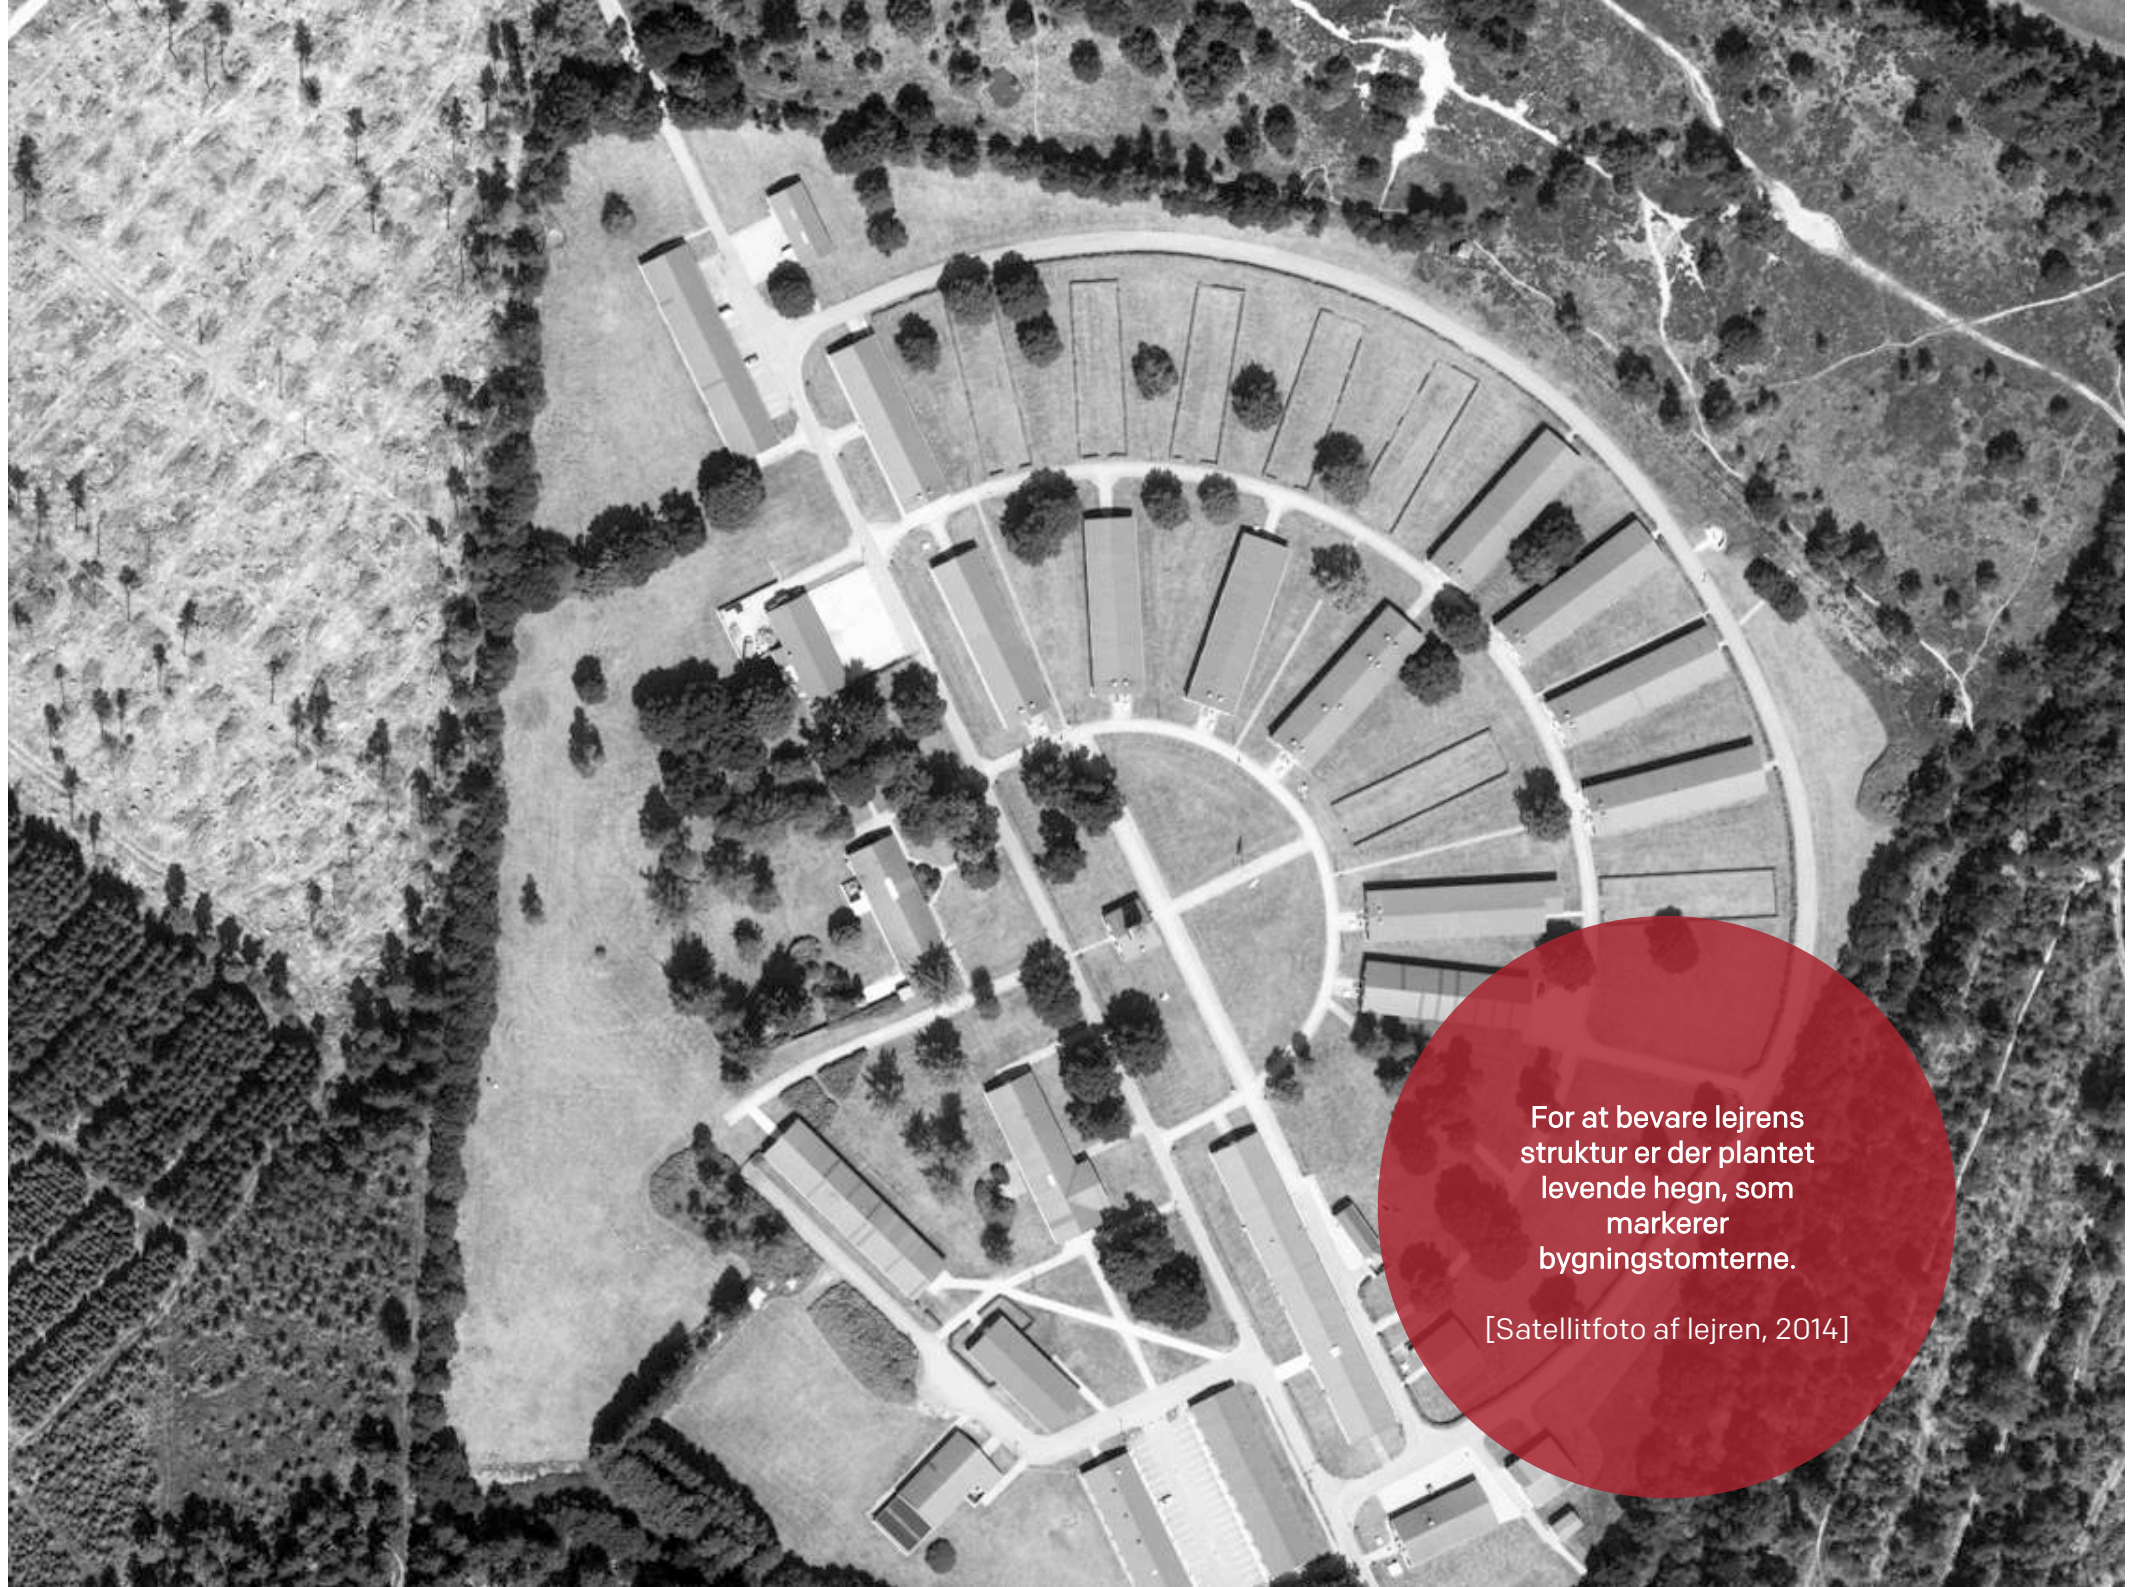 For at bevare lejrens
struktur er der plantet
levende hegn, som
markerer
bygningstomterne.
[Satellitfoto af lejren, 2014]